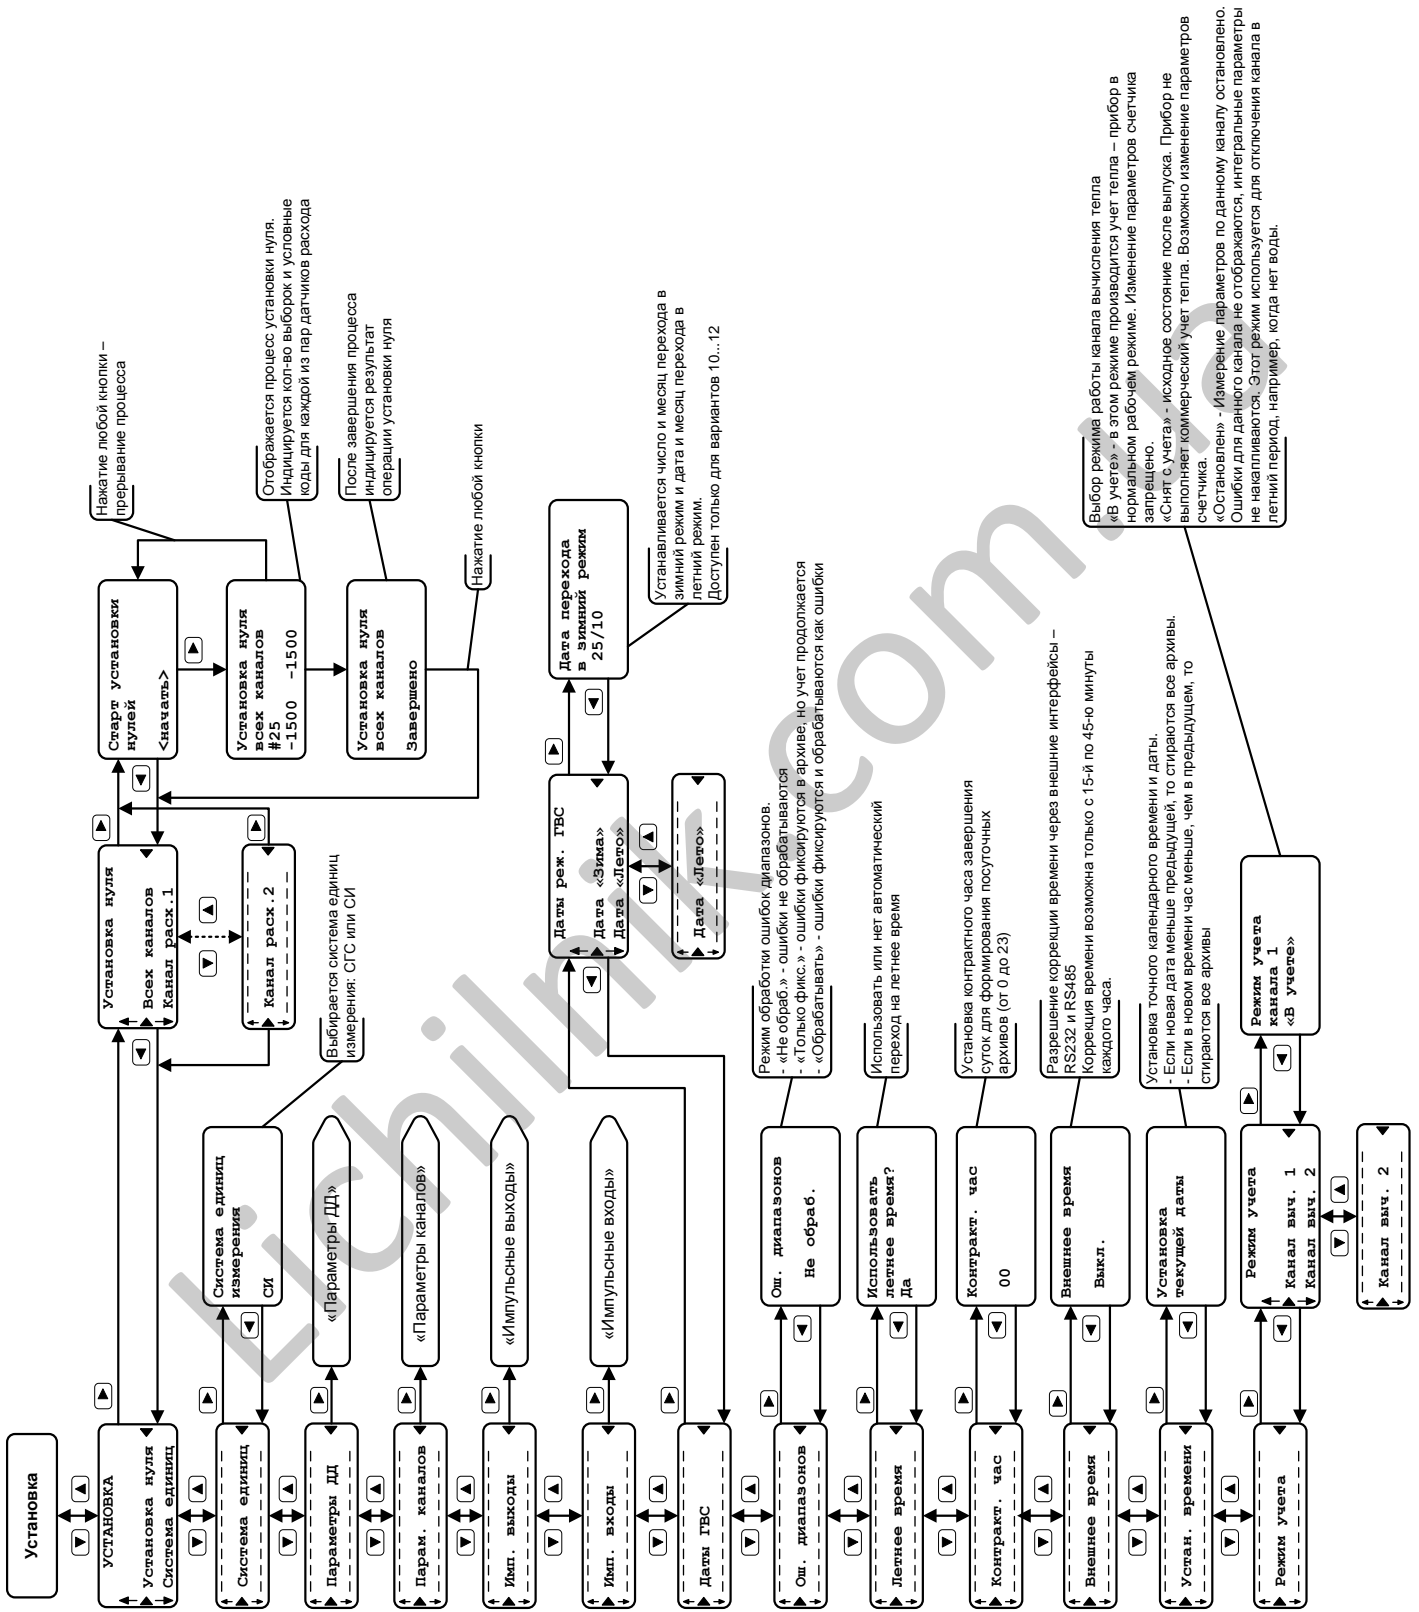 Установка
УСТАНОВКА
Установка нуля
Система единиц
Установка нуля
Всех каналов
Канал расх.1
Канал расх.2
Старт установки
нулей
<начать>
Нажатие любой кнопки –
прерывание процесса
Установка нуля
всех каналов
#25
-1500 -1500
Отображается процесс установки нуля.
Индицируется кол-во выборок и условные
коды для каждой из пар датчиков расхода
Установка нуля
всех каналов
Завершено
После завершения процесса
индицируется результат
операции установки нуля
Нажатие любой кнопки
Система единиц
Система единиц
измерения
СИ
Выбирается система единиц
измерения: СГС или СИ
Параметры ДД
«Параметры ДД»
Парам. каналов
«Параметры каналов»
Имп. выходы
«Импульсные выходы»
Имп. входы
«Импульсные входы»
Даты ГВС
Даты реж. ГВС
Дата «Зима»
Дата «Лето»
Дата «Лето»
Дата перехода
в зимний режим
25/10
Устанавливается число и месяц перехода в
зимний режим и дата и месяц перехода в
летний режим.
Доступен только для вариантов 10...12
Ош. диапазонов
Ош. диапазонов
Не обраб.
Режим обработки ошибок диапазонов.
- «Не обраб.» - ошибки не обрабатываются
- «Только фикс.» - ошибки фиксируются в архиве, но учет продолжается
- «Обрабатывать» - ошибки фиксируются и обрабатываются как ошибки
Летнее время
Использовать
летнее время?
Да
Использовать или нет автоматический
переход на летнее время
Контракт. час
Контракт. час
00
Установка контрактного часа завершения
суток для формирования посуточных
архивов (от 0 до 23)
Внешнее время
Внешнее время
Выкл.
Разрешение коррекции времени через внешние интерфейсы –
RS232 и RS485
Коррекция времени возможна только с 15-й по 45-ю минуты
каждого часа.
Устан. времени
Установка
текущей даты
Установка точного календарного времени и даты.
- Если новая дата меньше предыдущей, то стираются все архивы.
- Если в новом времени час меньше, чем в предыдущем, то
стираются все архивы
Режим учета
Режим учета
Канал выч. 1
Канал выч. 2
Канал выч. 2
Режим учета
канала 1
«В учете»
Выбор режима работы канала вычисления тепла
«В учете» - в этом режиме производится учет тепла – прибор в
нормальном рабочем режиме. Изменение параметров счетчика
запрещено.
«Снят с учета» - исходное состояние после выпуска. Прибор не
выполняет коммерческий учет тепла. Возможно изменение параметров
счетчика.
«Остановлен» - Измерение параметров по данному каналу остановлено.
Ошибки для данного канала не отображаются, интегральные параметры
не накапливаются. Этот режим используется для отключения канала в
летний период, например, когда нет воды.
Lichilnik.com.ua